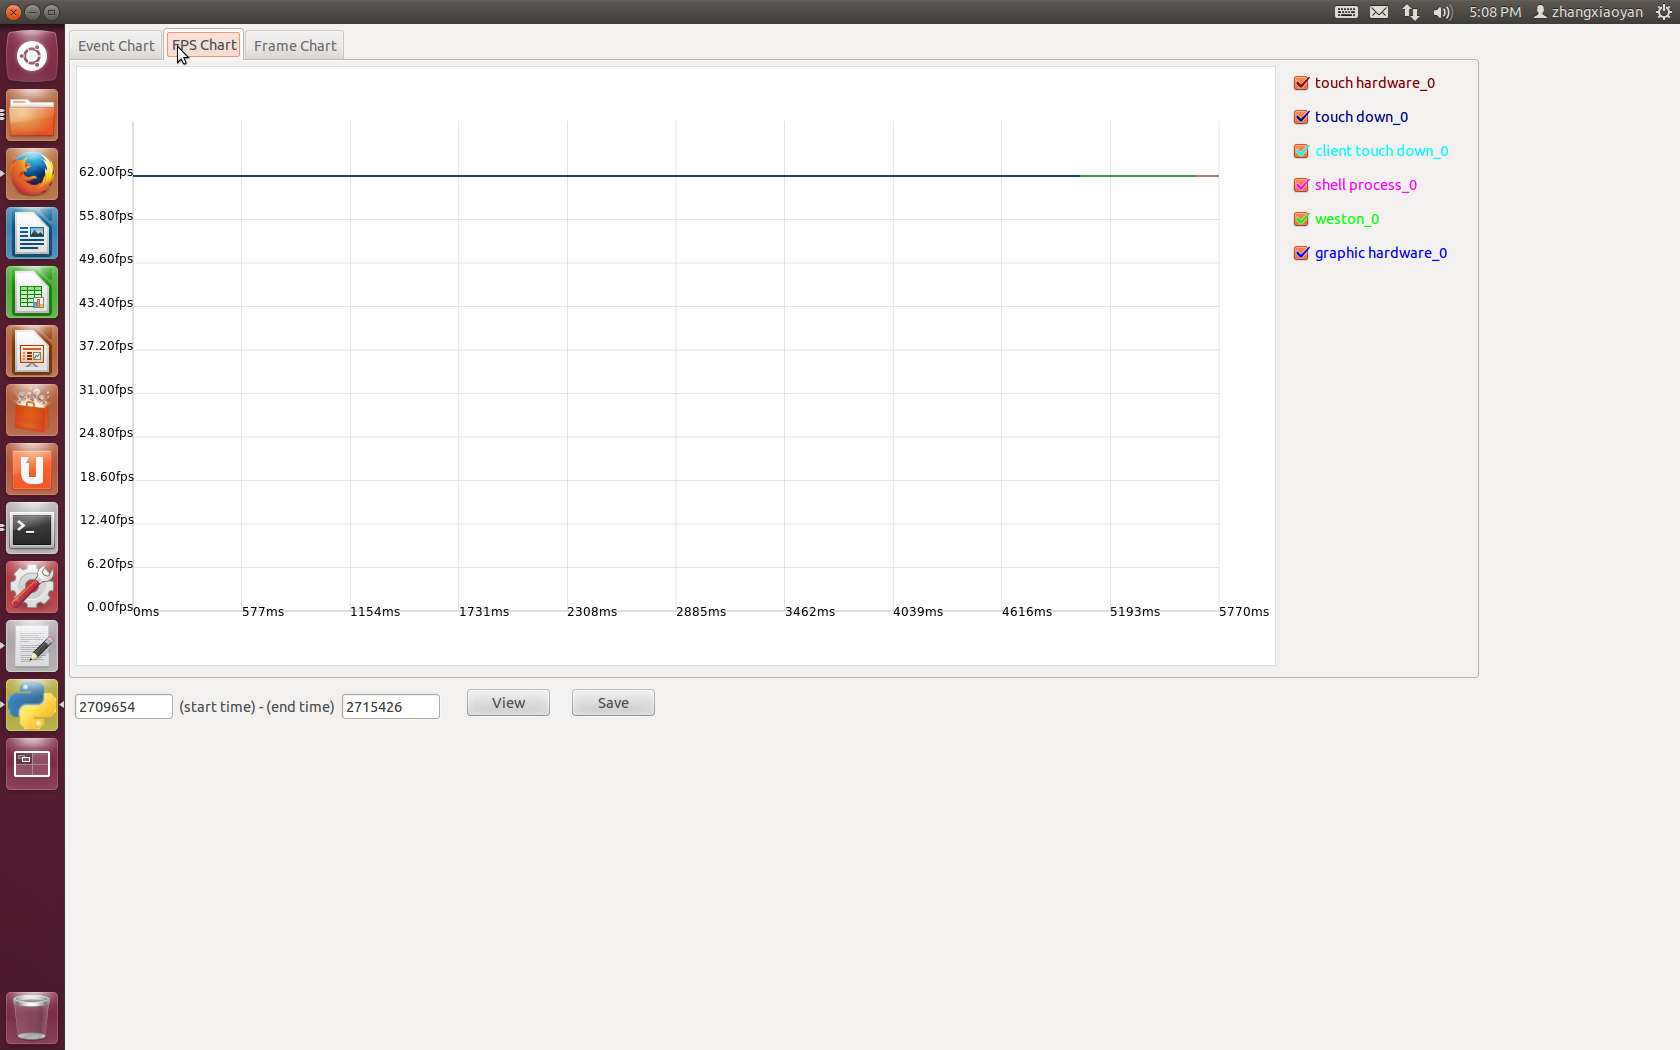 5:08 PM zhangxiaoyan
Event Chart FPS Chart Frame Chart
touch hardware_0
touch down_0
client touch down_0
shell process_0
weston_0
graphic hardware_0
62.00fps
55.80fps
49.60fps
43.40fps
37.20fps
31.00fps
24.80fps
18.60fps
12.40fps
6.20fps
0.00fps
0ms 577ms 1154ms 1731ms 2308ms 2885ms 3462ms 4039ms 4616ms 5193ms 5770ms
2709654 (start time) - (end time) 2715426 View Save